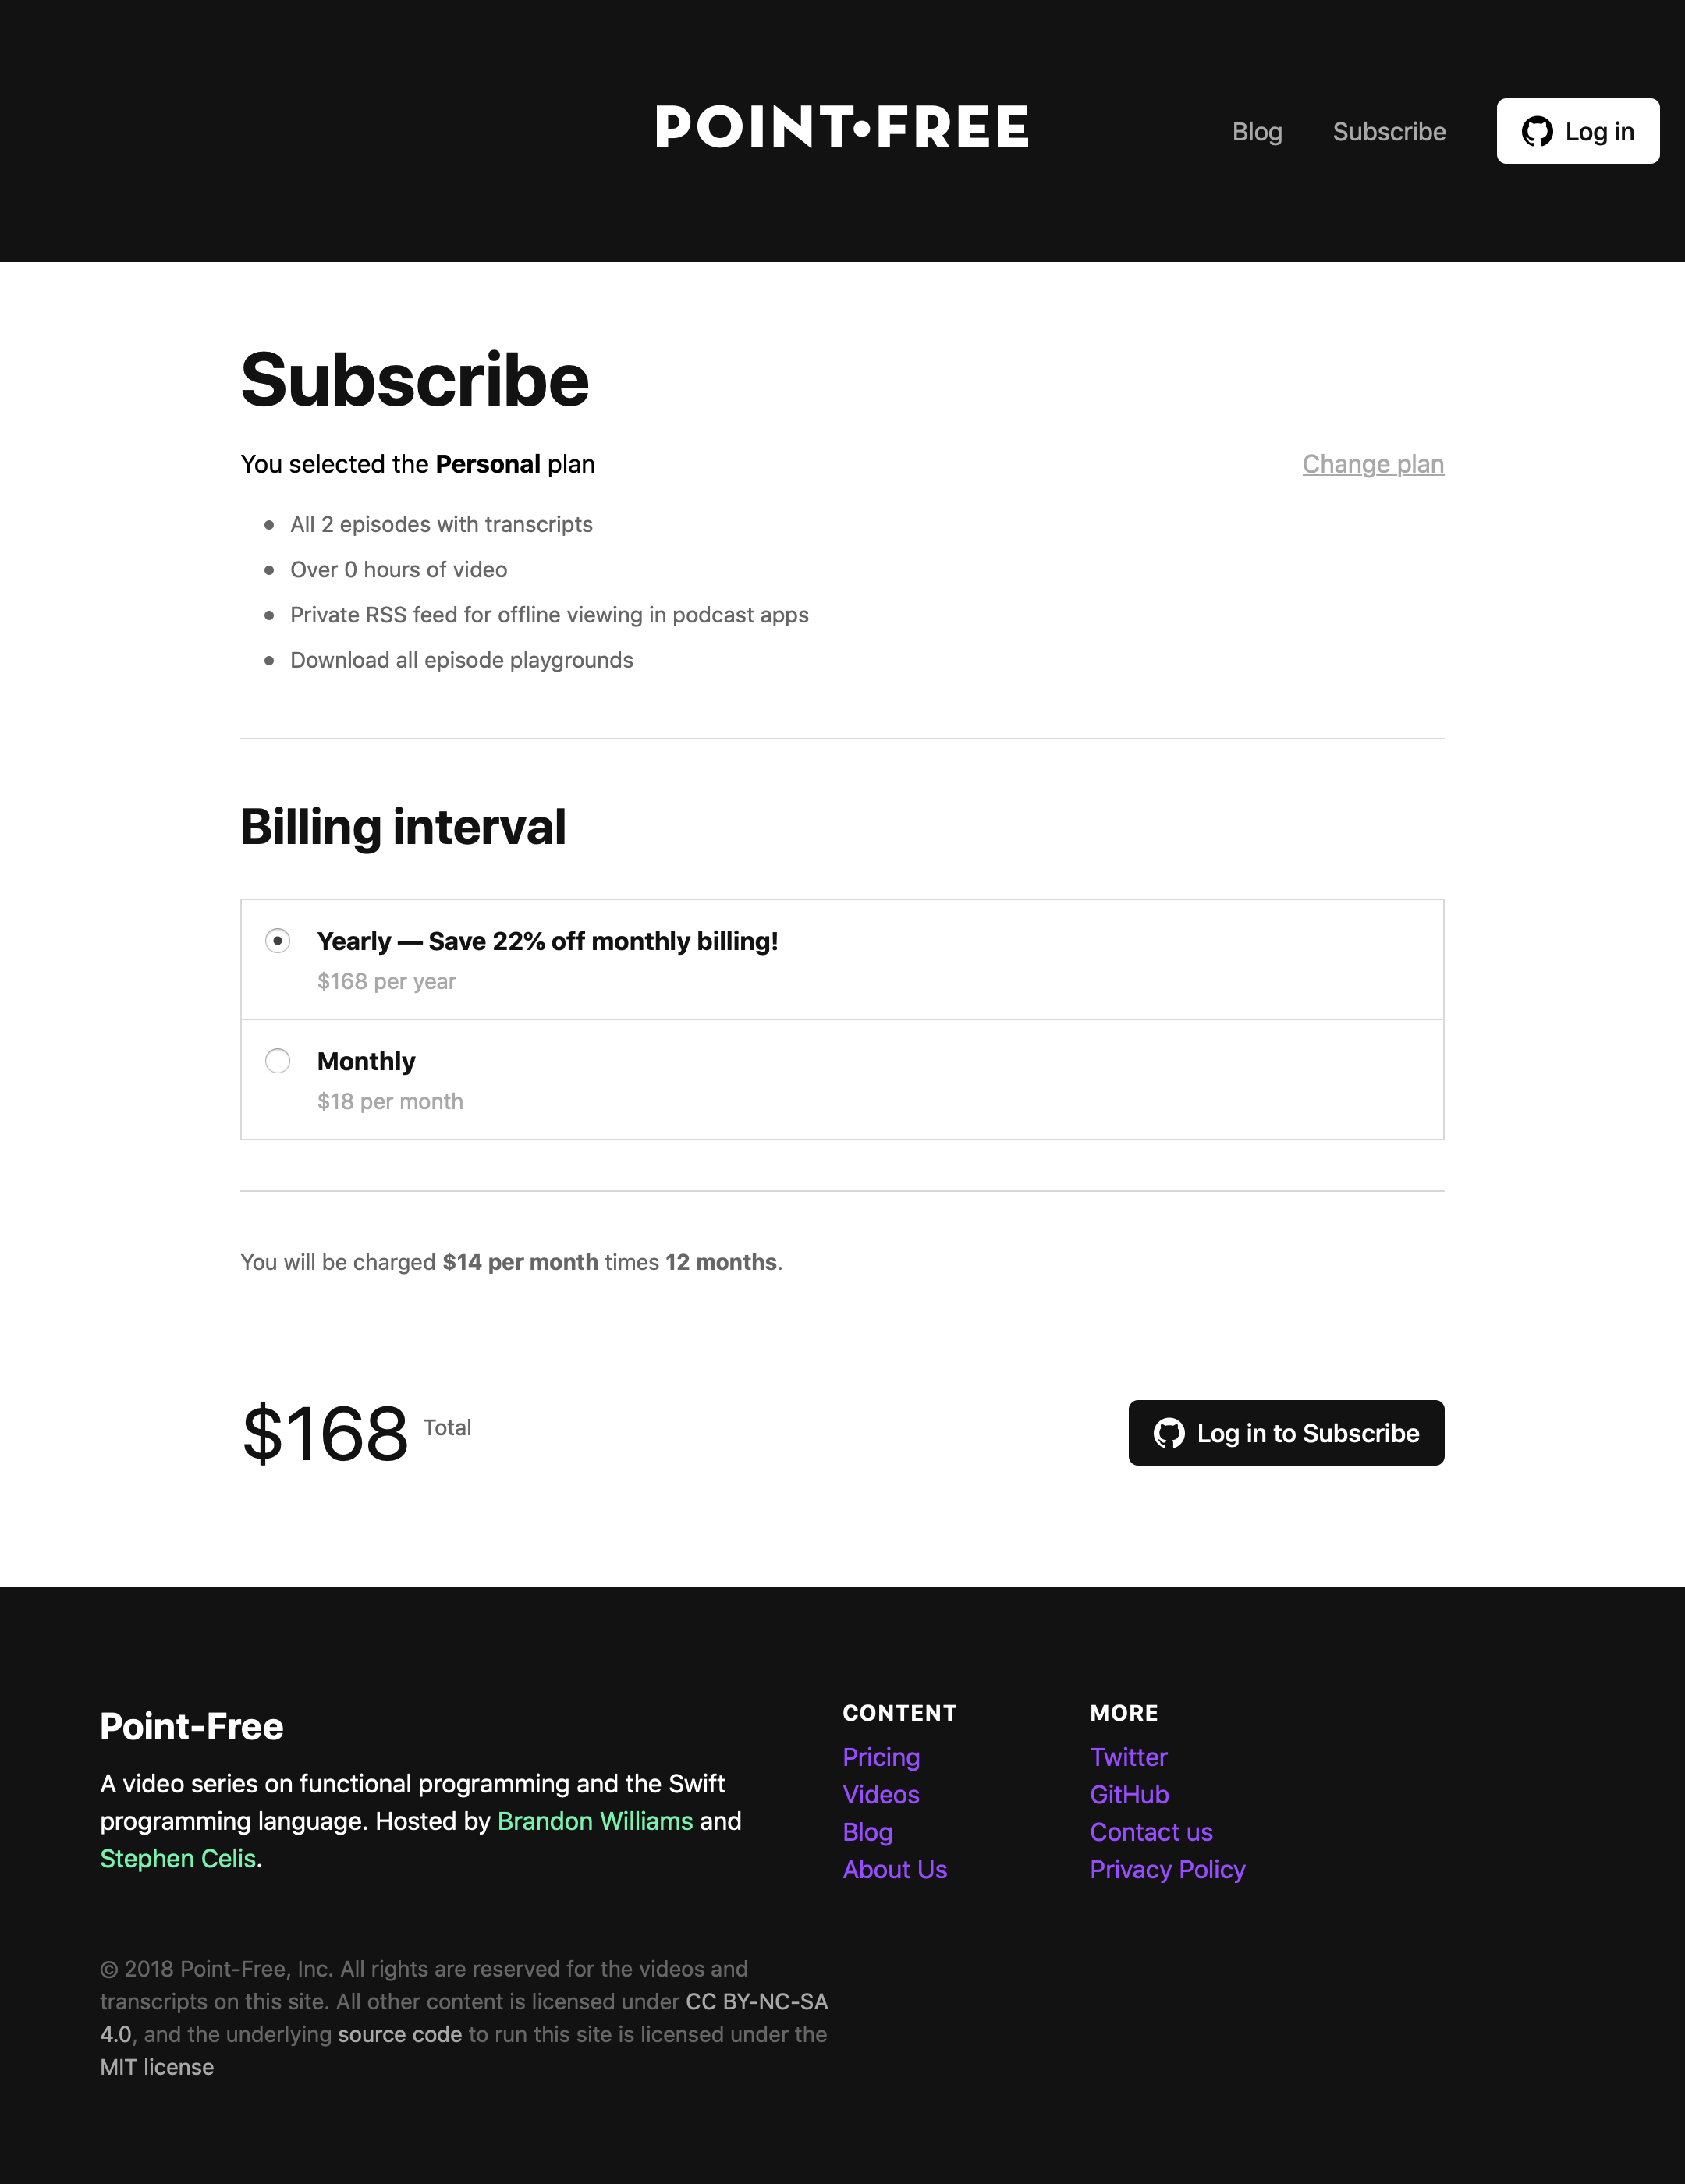 POINT•FREE
Blog
Subscribe
Log in
Subscribe
You selected the Personal plan
Change plan
All 2 episodes with transcripts
Over 0 hours of video
Private RSS feed for offline viewing in podcast apps
Download all episode playgrounds
Billing interval
Yearly — Save 22% off monthly billing!
$168 per year
Monthly
$18 per month
You will be charged $14 per month times 12 months.
$168 Total
Log in to Subscribe
Point-Free
A video series on functional programming and the Swift
programming language. Hosted by Brandon Williams and
Stephen Celis.
CONTENT
Pricing
Videos
Blog
About Us
MORE
Twitter
GitHub
Contact us
Privacy Policy
© 2018 Point-Free, Inc. All rights are reserved for the videos and
transcripts on this site. All other content is licensed under CC BY-NC-SA
4.0, and the underlying source code to run this site is licensed under the
MIT license